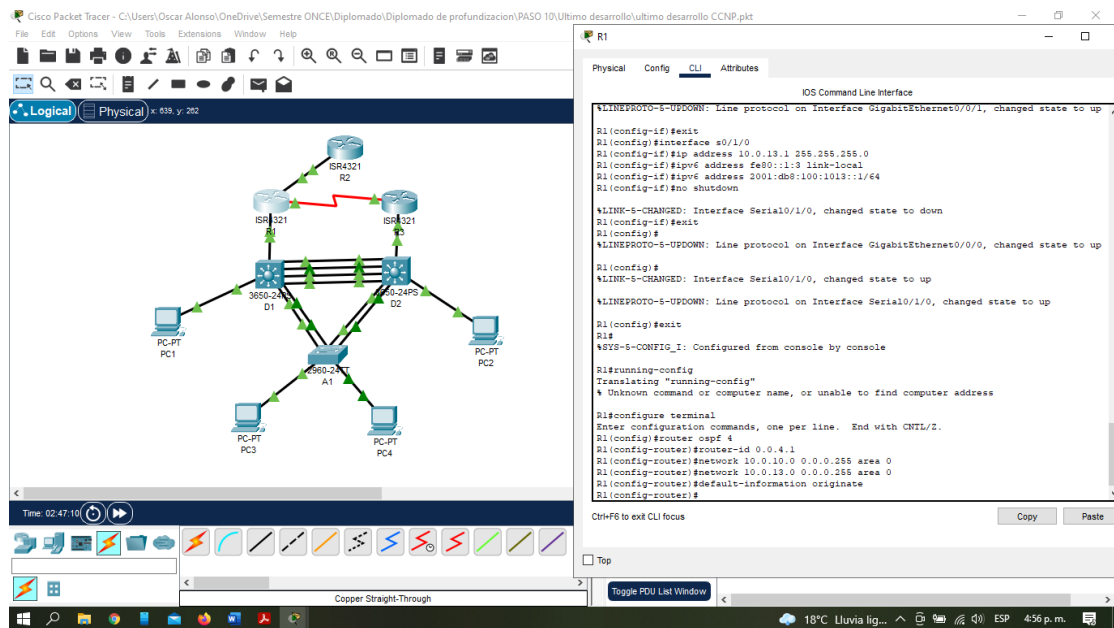 Cisco Packet Tracer - C:\Users\Oscar Alonso\OneDrive\Semestre ONCE\Diplomado\Diplomado de profundizacion\PASO 10\Ultimo desarrollo\ultimo desarrollo CCNP.pkt
File Edit Options View Tools Extensions Window Help
Logical Physical x: 639, y: 262
ISR4321
R2
ISR4321
R1
ISR4321
R3
3650-24PS
D1
3650-24PS
D2
PC-PT
PC1
PC-PT
PC2
2960-24TT
A1
PC-PT
PC3
PC-PT
PC4
Time: 02:47:10
Copper Straight-Through
R1
Physical Config CLI Attributes
IOS Command Line Interface
%LINEPROTO-5-UPDOWN: Line protocol on Interface GigabitEthernet0/0/1, changed state to up
R1(config-if)#exit
R1(config)#interface s0/1/0
R1(config-if)#ip address 10.0.13.1 255.255.255.0
R1(config-if)#ipv6 address fe80::1:3 link-local
R1(config-if)#ipv6 address 2001:db8:100:1013::1/64
R1(config-if)#no shutdown
%LINK-5-CHANGED: Interface Serial0/1/0, changed state to down
R1(config-if)#exit
R1(config)#
%LINEPROTO-5-UPDOWN: Line protocol on Interface GigabitEthernet0/0/0, changed state to up
R1(config)#
%LINK-5-CHANGED: Interface Serial0/1/0, changed state to up
%LINEPROTO-5-UPDOWN: Line protocol on Interface Serial0/1/0, changed state to up
R1(config)#exit
R1#
%SYS-5-CONFIG_I: Configured from console by console
R1#running-config
Translating "running-config"
% Unknown command or computer name, or unable to find computer address
R1#configure terminal
Enter configuration commands, one per line. End with CNTL/Z.
R1(config)#router ospf 4
R1(config-router)#router-id 0.0.4.1
R1(config-router)#network 10.0.10.0 0.0.0.255 area 0
R1(config-router)#network 10.0.13.0 0.0.0.255 area 0
R1(config-router)#default-information originate
R1(config-router)#
Ctrl+F6 to exit CLI focus
Copy Paste
Top
Toggle PDU List Window
18°C Lluvia lig... ESP 4:56 p. m.